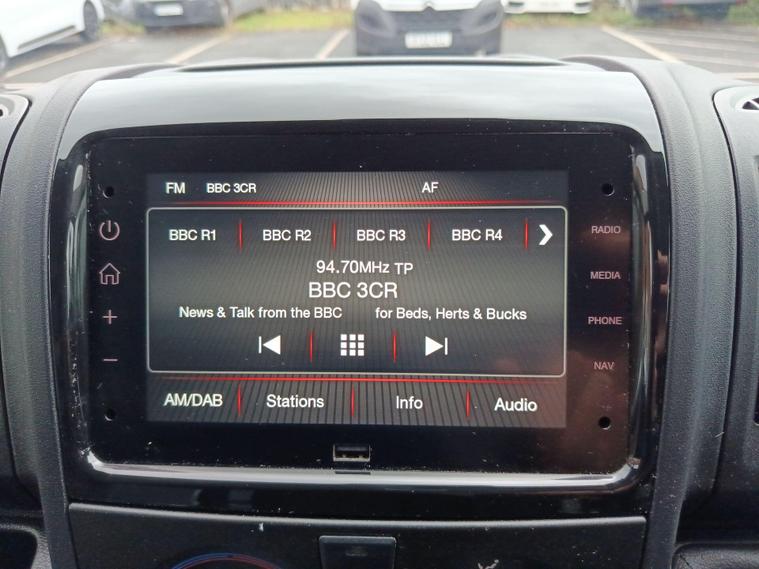 FM BBC 3CR AF
BBC R1 BBC R2 BBC R3 BBC R4
94.70MHz TP
BBC 3CR
News & Talk from the BBC for Beds, Herts & Bucks
AM/DAB Stations Info Audio
RADIO
MEDIA
PHONE
NAV